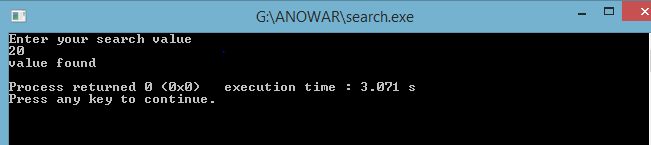 G:\ANOWAR\search.exe
Enter your search value
20
value found
Process returned 0 (0x0)   execution time : 3.071 s
Press any key to continue.